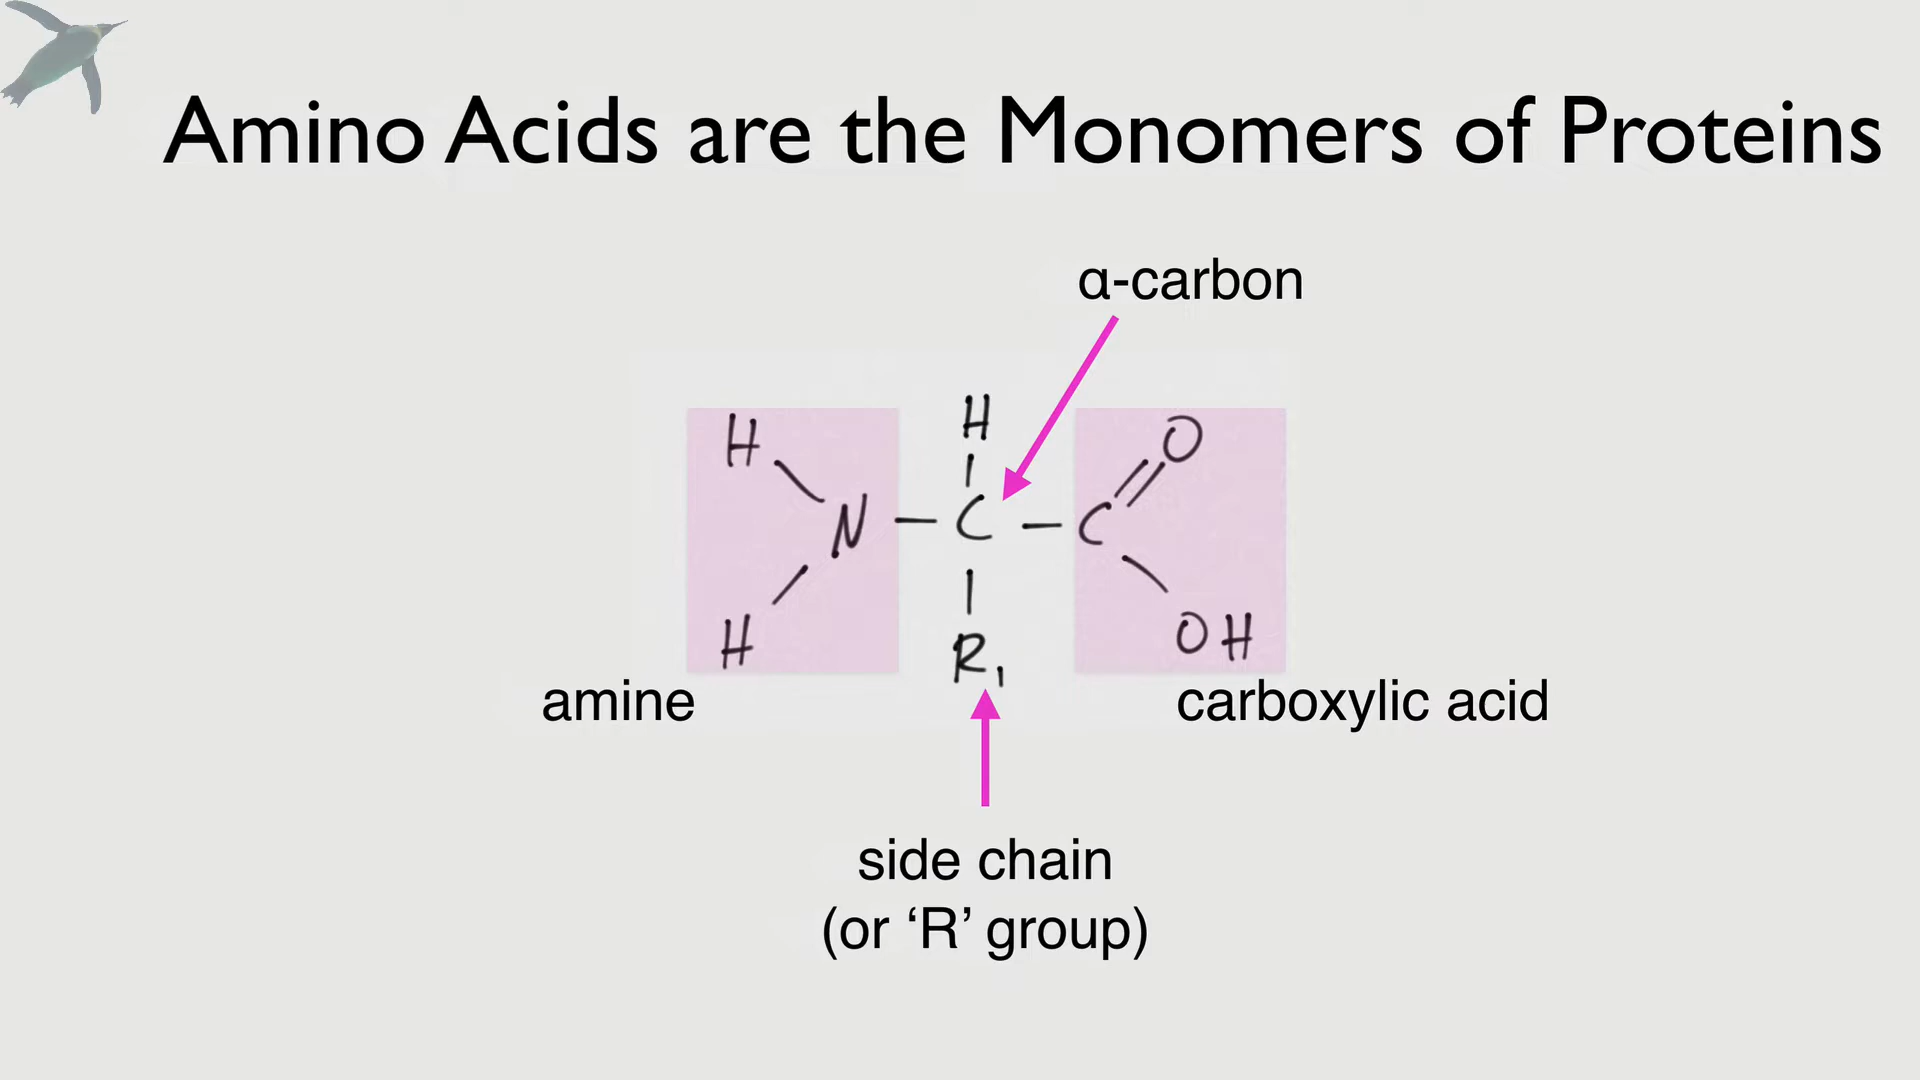 Amino Acids are the Monomers of Proteins
α-carbon
H
H O
N – C – C
H R₁ OH
amine carboxylic acid
side chain
(or ‘R’ group)